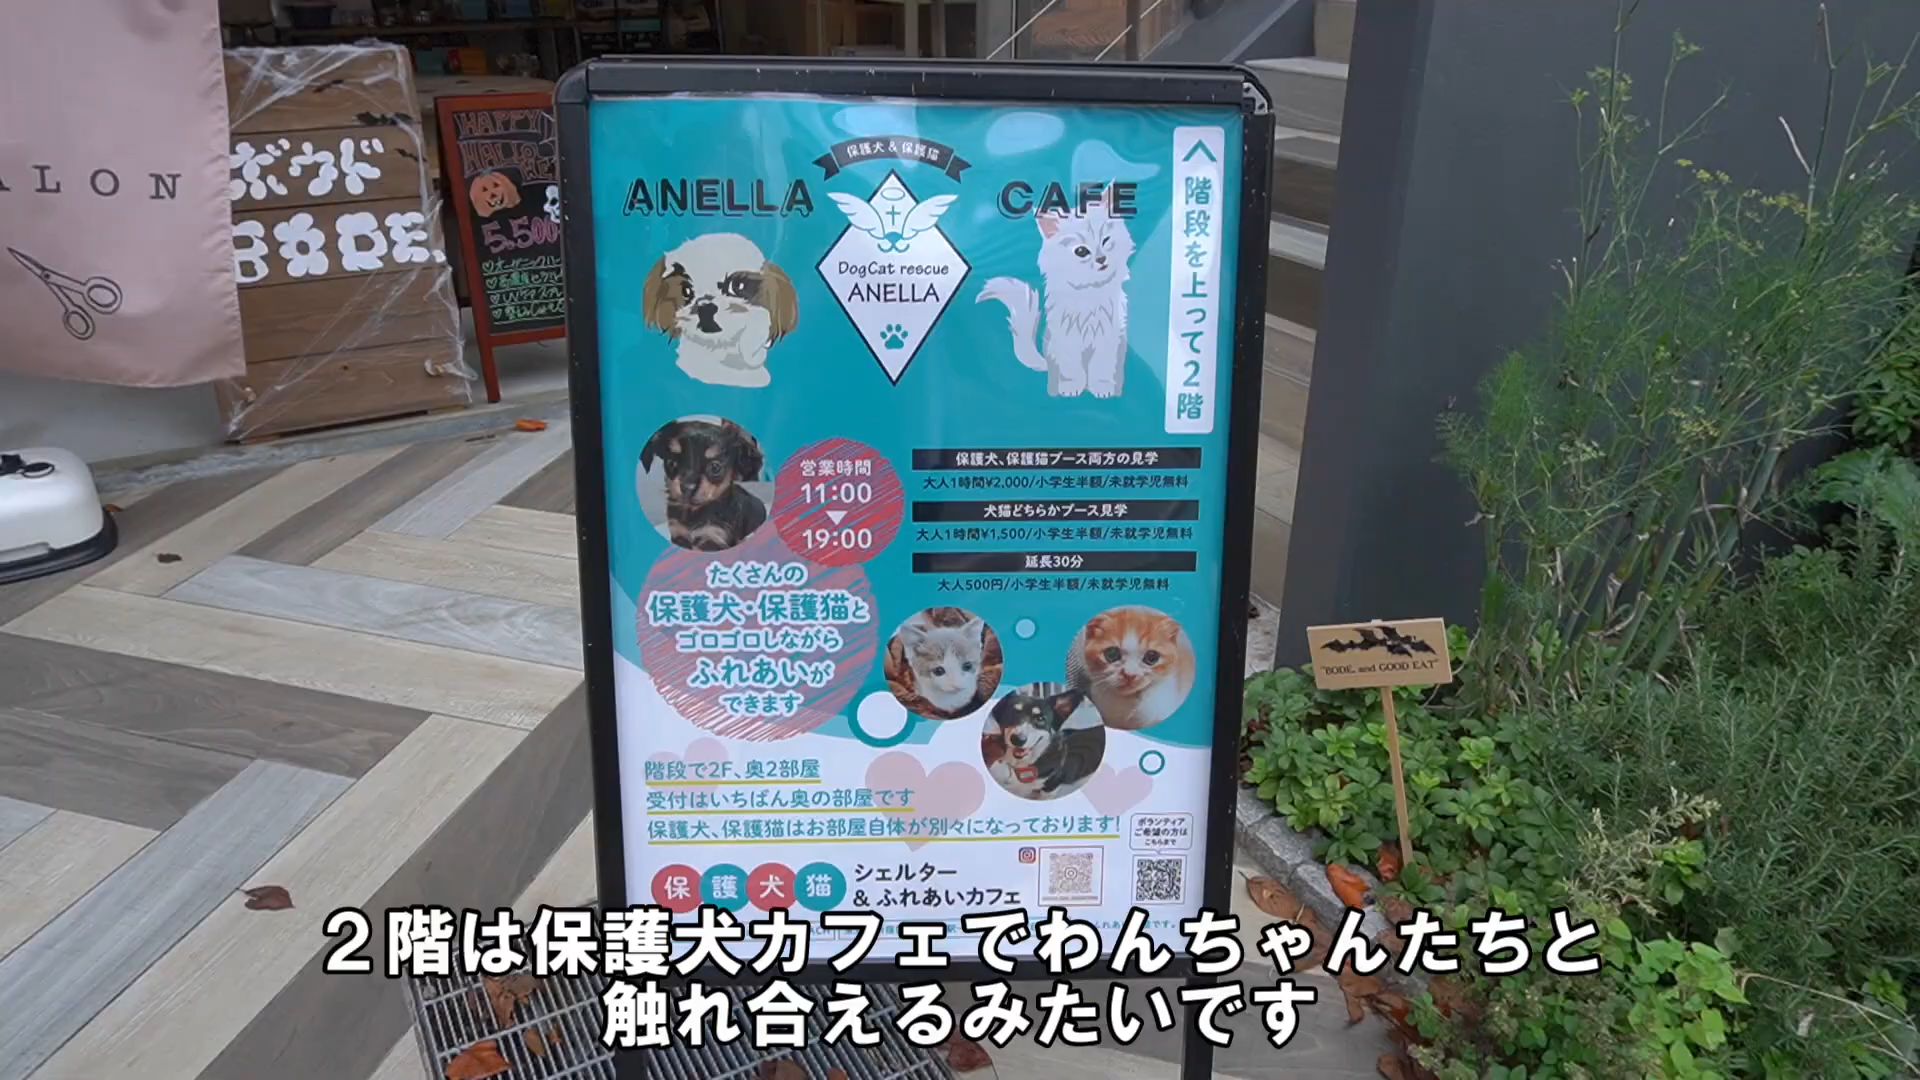 ALON
ボウド
HAPPY
5,500
保護犬 & 保護猫
ANELLA
CAFE
DogCat rescue
ANELLA
階段を上って2階
営業時間
11:00
19:00
保護犬、保護猫ブース両方の見学
大人1時間¥2,000/小学生半額/未就学児無料
犬猫どちらかブース見学
大人1時間¥1,500/小学生半額/未就学児無料
延長30分
大人500円/小学生半額/未就学児無料
たくさんの
保護犬・保護猫と
ゴロゴロしながら
ふれあいが
できます
階段で2F、奥2部屋
受付はいちばん奥の部屋です
保護犬、保護猫はお部屋自体が別々になっております!
ボランティア
ご希望の方は
こちらまで
保護犬猫
シェルター
& ふれあいカフェ
"BODE. and GOOD EAT"
２階は保護犬カフェでわんちゃんたちと
触れ合えるみたいです